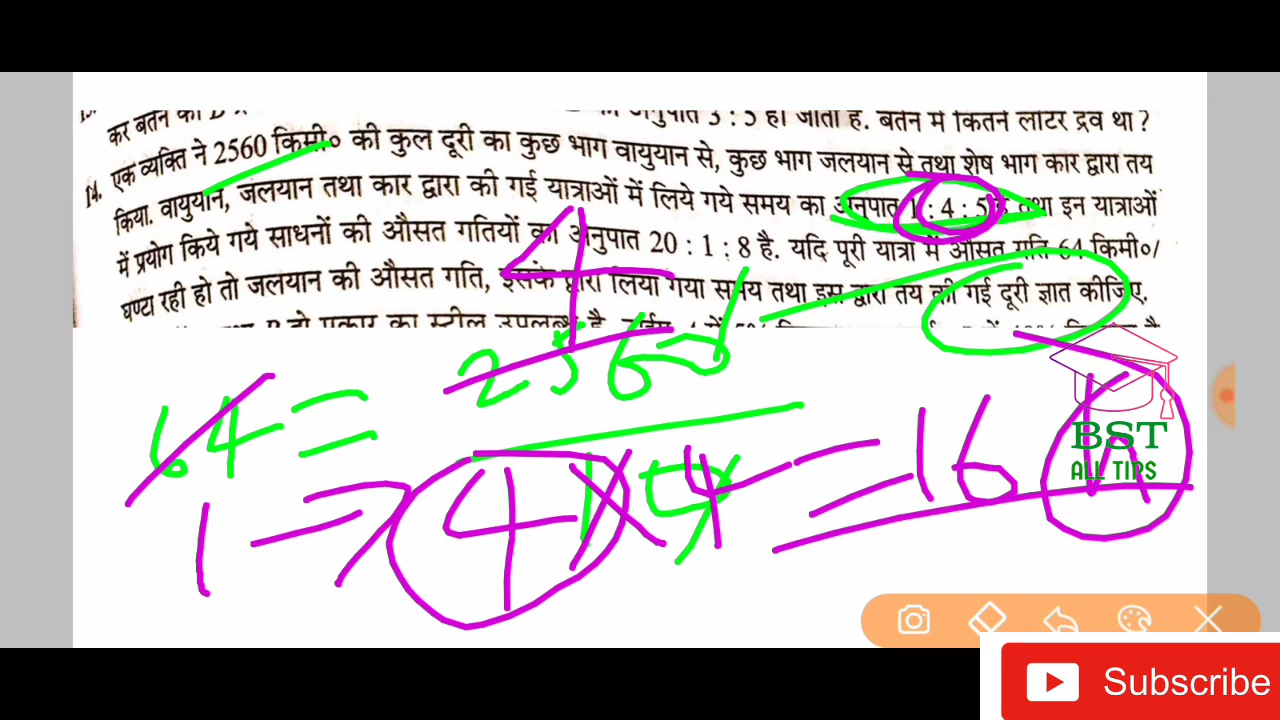 कर बर्तन को B
अनुपात 3 : 5 हो जाता है. बर्तन में कितने लीटर द्रव था ?
14. एक व्यक्ति ने 2560 किमी० की कुल दूरी का कुछ भाग वायुयान से, कुछ भाग जलयान से तथा शेष भाग कार द्वारा तय
किया. वायुयान, जलयान तथा कार द्वारा की गई यात्राओं में लिये गये समय का अनुपात 1 : 4 : 5 है तथा इन यात्राओं
में प्रयोग किये गये साधनों की औसत गतियों का अनुपात 20 : 1 : 8 है. यदि पूरी यात्रा में औसत गति 64 किमी०/
घण्टा रही हो तो जलयान की औसत गति, इसके द्वारा लिया गया समय तथा इस द्वारा तय की गई दूरी ज्ञात कीजिए.
4
64 = 2560
1 → 4 × 4 = 16 h
BST
ALL TIPS
Subscribe